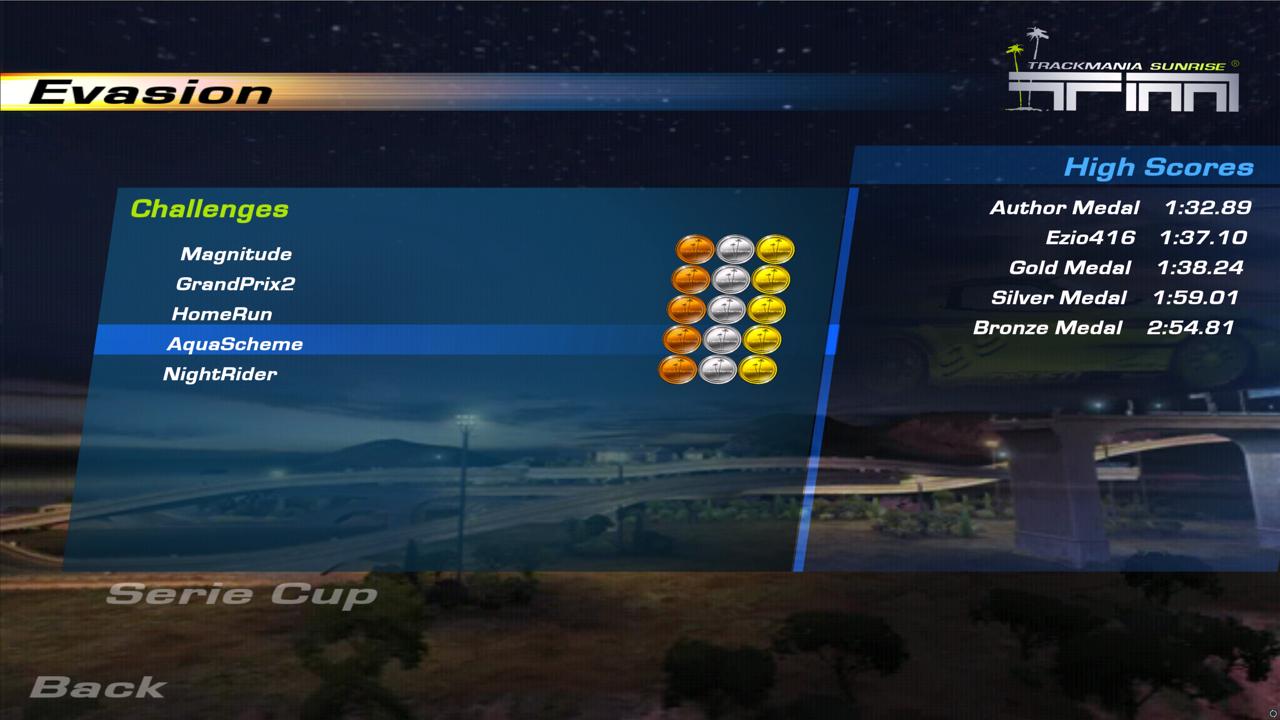 TRACKMANIA SUNRISE ®
TM
Evasion
High Scores
Author Medal 1:32.89
Ezio416 1:37.10
Gold Medal 1:38.24
Silver Medal 1:59.01
Bronze Medal 2:54.81
Challenges
Magnitude
GrandPrix2
HomeRun
AquaScheme
NightRider
Serie Cup
Back